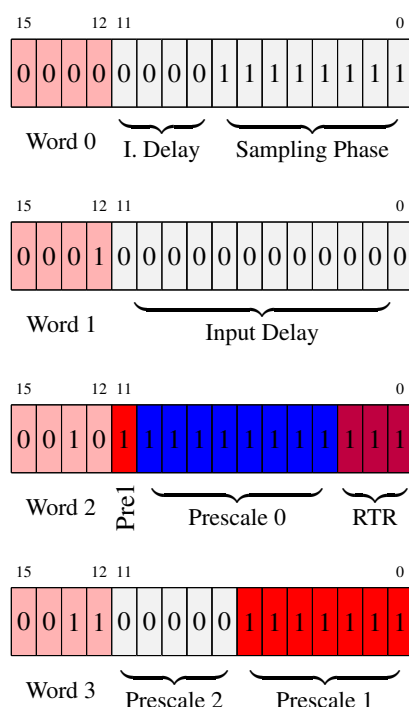 15 12 11 0
0 0 0 0 0 0 0 0 1 1 1 1 1 1 1 1
Word 0 I. Delay Sampling Phase
15 12 11 0
0 0 0 1 0 0 0 0 0 0 0 0 0 0 0 0
Word 1 Input Delay
15 12 11 0
0 0 1 0 1 1 1 1 1 1 1 1 1 1 1 1
Word 2 Pre1 Prescale 0 RTR
15 12 11 0
0 0 1 1 0 0 0 0 0 1 1 1 1 1 1 1
Word 3 Prescale 2 Prescale 1